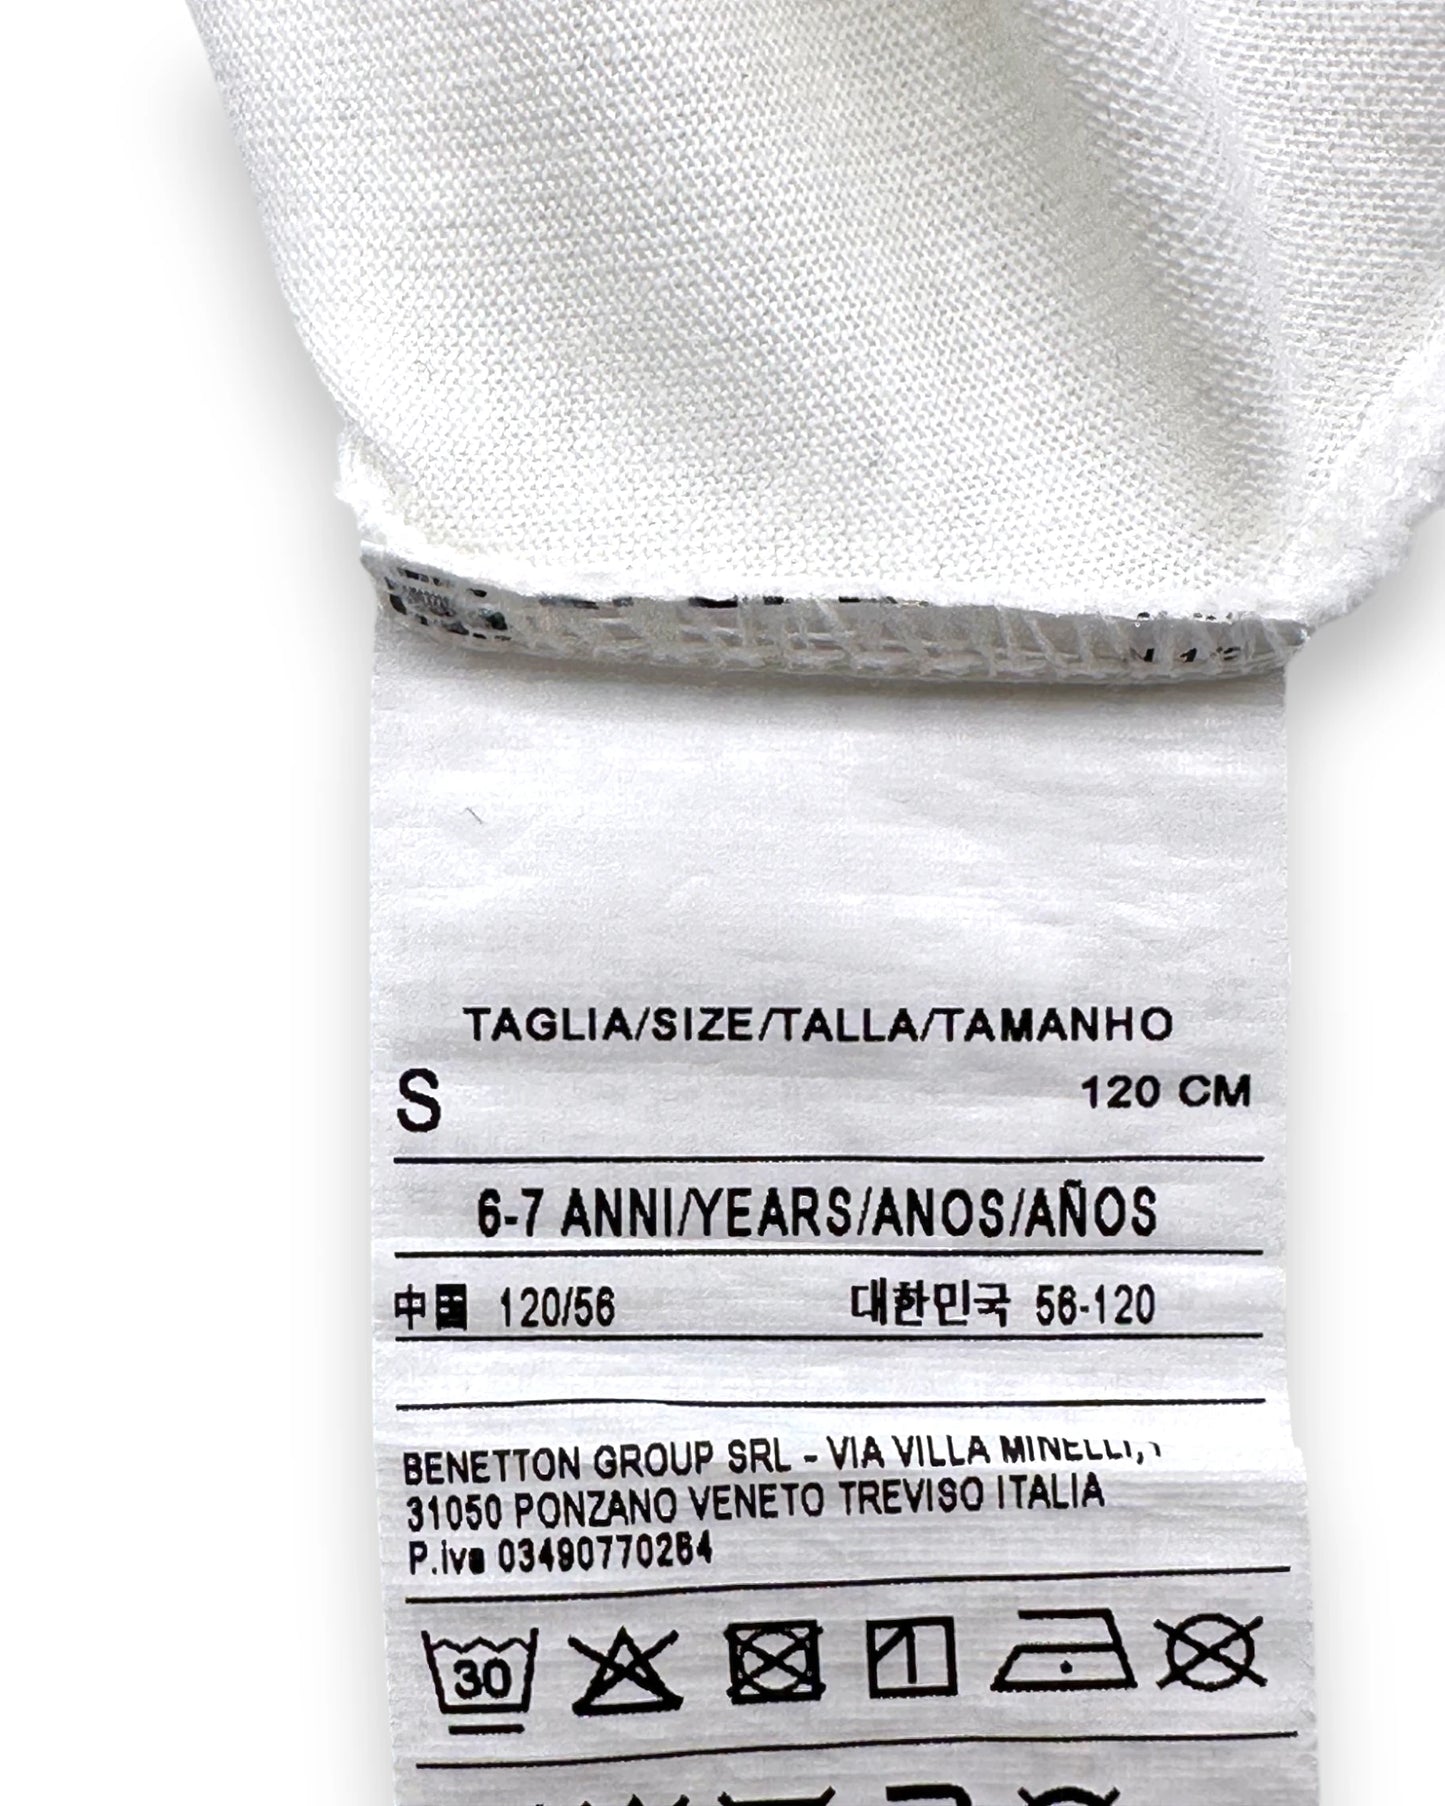 TAGLIA/SIZE/TALLA/TAMANHO
S 120 CM
6-7 ANNI/YEARS/ANOS/AÑOS
中国 120/56 대한민국 56-120
BENETTON GROUP SRL - VIA VILLA MINELLI,
31050 PONZANO VENETO TREVISO ITALIA
P.iva 03490770264
30